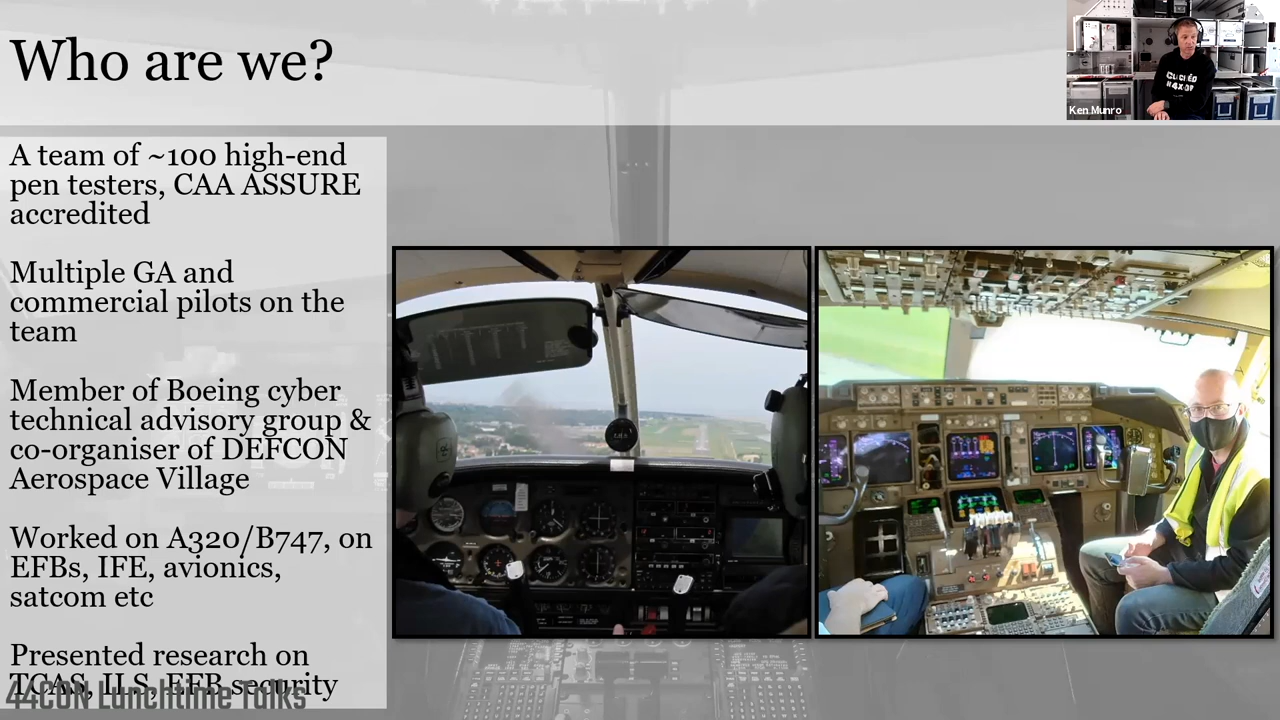 Who are we?
Ken Munro
A team of ~100 high-end
pen testers, CAA ASSURE
accredited
Multiple GA and
commercial pilots on the
team
Member of Boeing cyber
technical advisory group &
co-organiser of DEFCON
Aerospace Village
Worked on A320/B747, on
EFBs, IFE, avionics,
satcom etc
Presented research on
TCAS, ILS, EFB security
44CON Lunchtime Talks